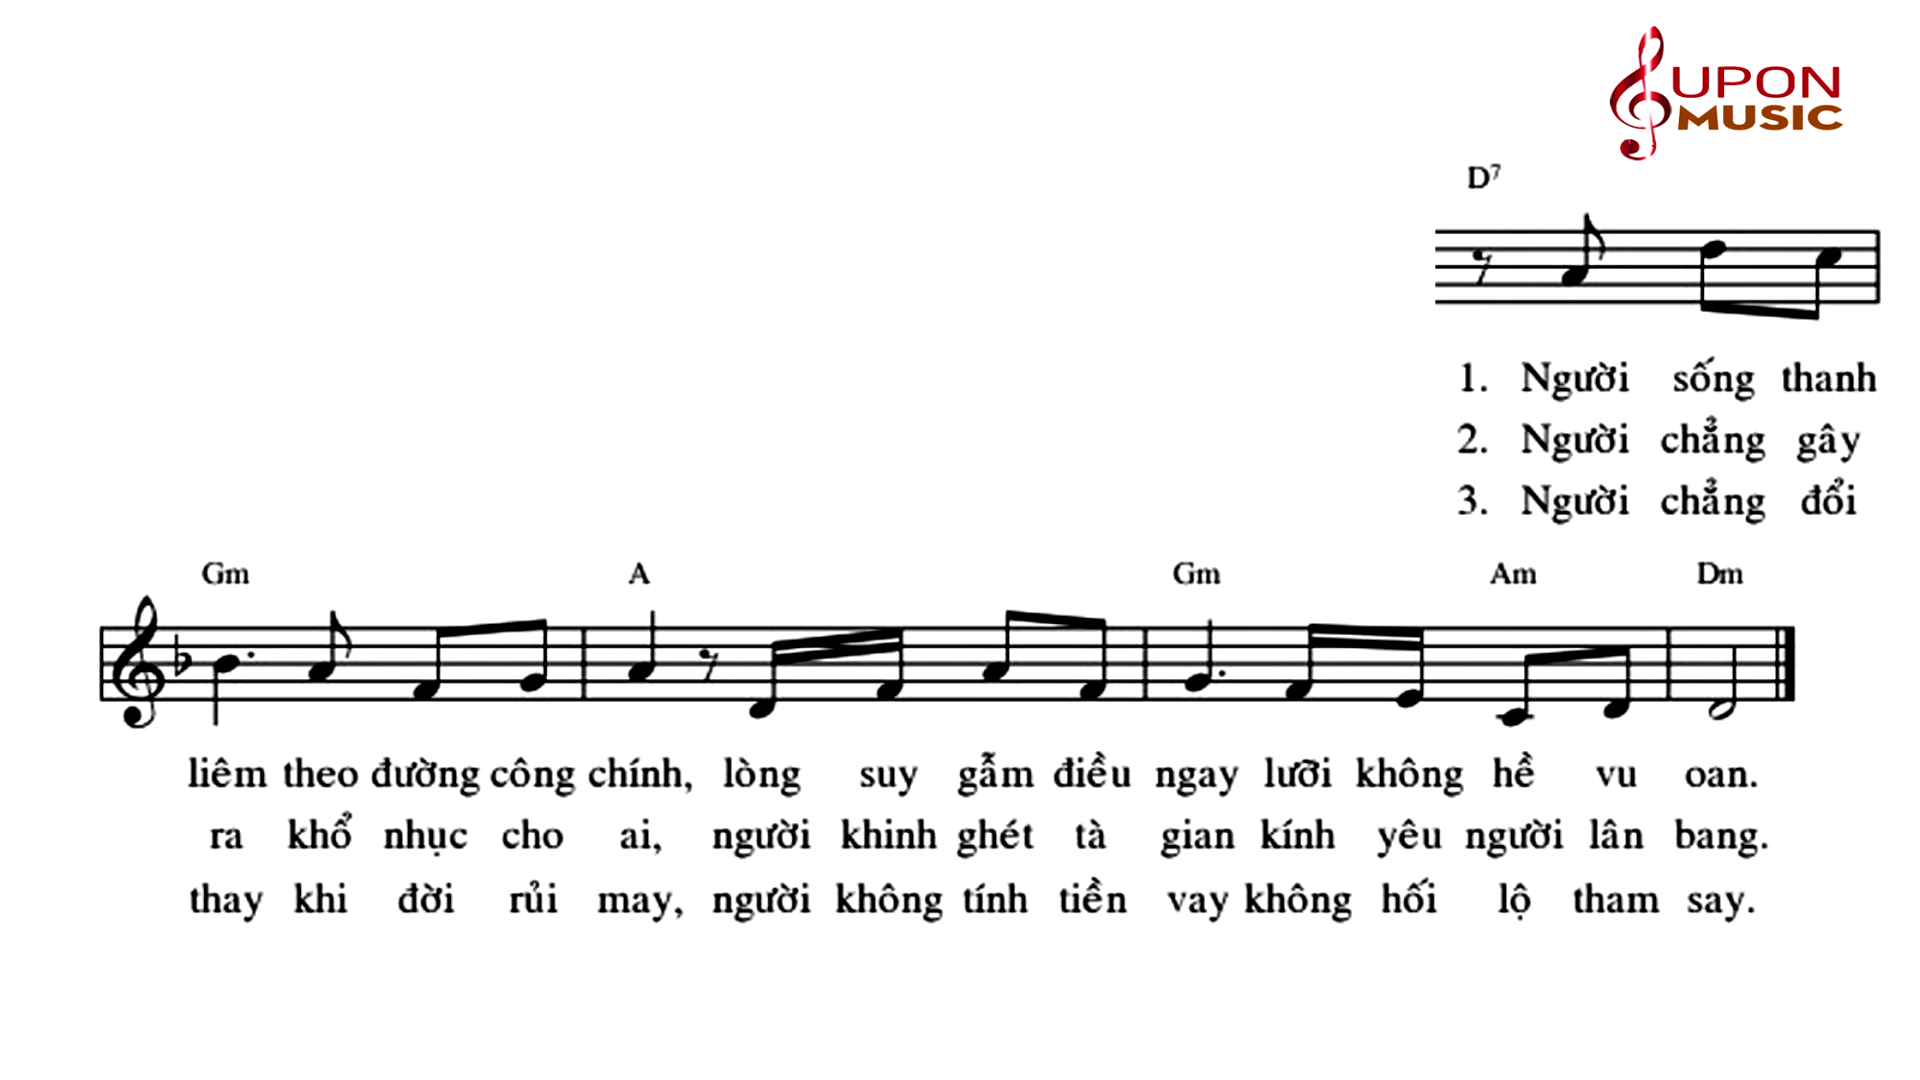 UPON
MUSIC
D7
1. Người sống thanh
2. Người chẳng gây
3. Người chẳng đổi
Gm A Gm Am Dm
liêm theo đường công chính, lòng suy gẫm điều ngay lưỡi không hề vu oan.
ra khổ nhục cho ai, người khinh ghét tà gian kính yêu người lân bang.
thay khi đời rủi may, người không tính tiền vay không hối lộ tham say.